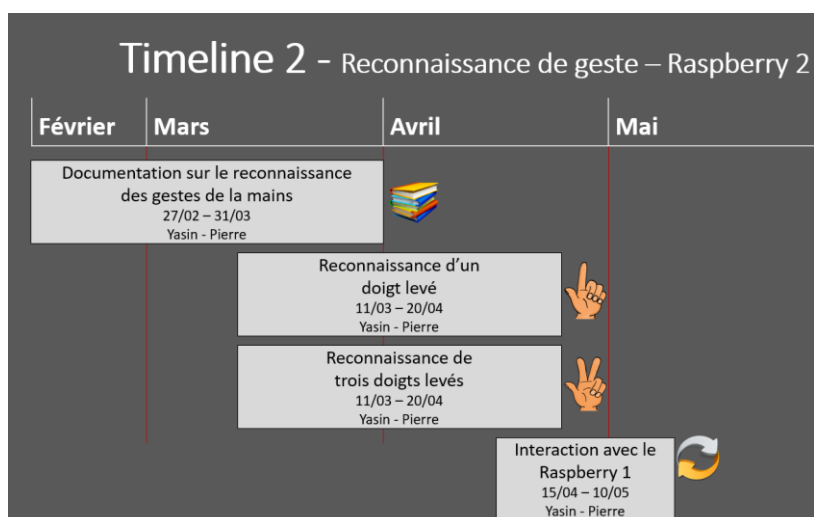 Timeline 2 - Reconnaissance de geste – Raspberry 2
Février
Mars
Avril
Mai
Documentation sur le reconnaissance
des gestes de la mains
27/02 – 31/03
Yasin - Pierre
Reconnaissance d'un
doigt levé
11/03 – 20/04
Yasin - Pierre
Reconnaissance de
trois doigts levés
11/03 – 20/04
Yasin - Pierre
Interaction avec le
Raspberry 1
15/04 – 10/05
Yasin - Pierre